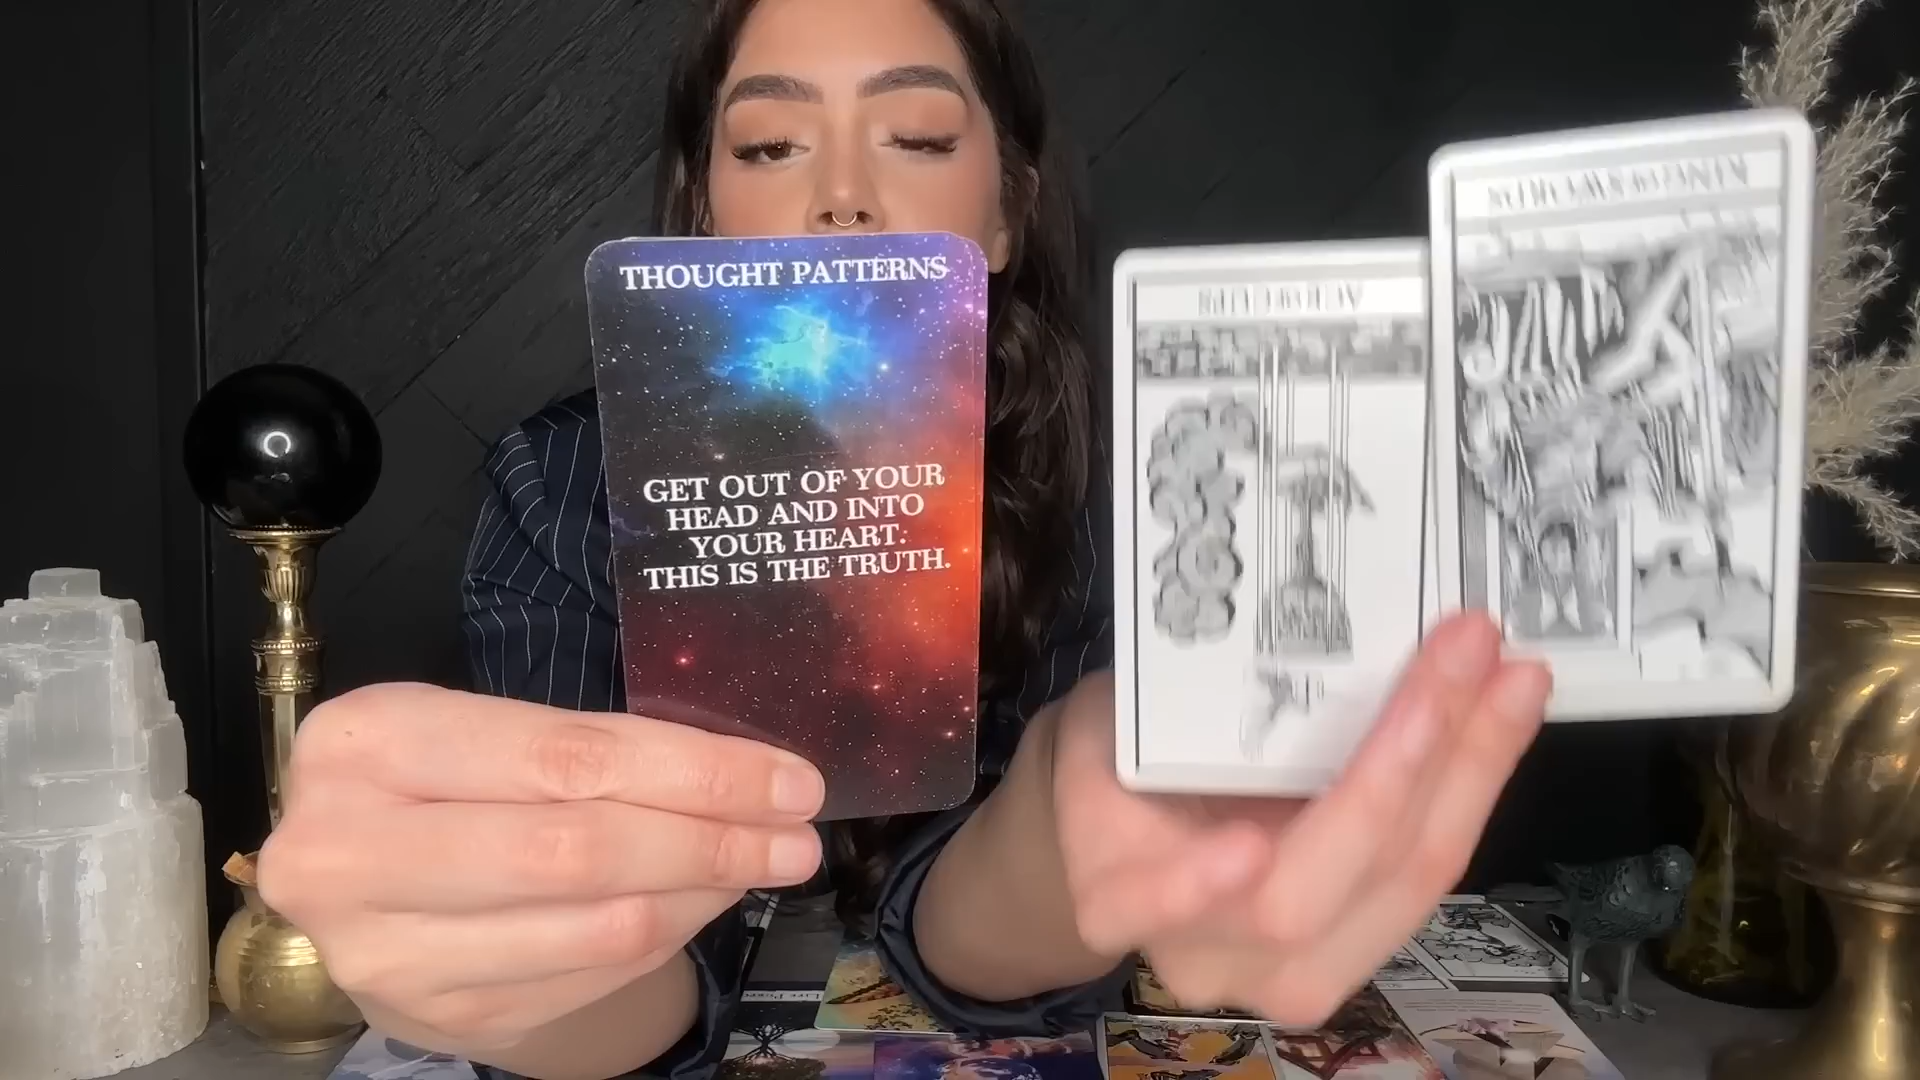 THOUGHT PATTERNS
GET OUT OF YOUR
HEAD AND INTO
YOUR HEART.
THIS IS THE TRUTH.